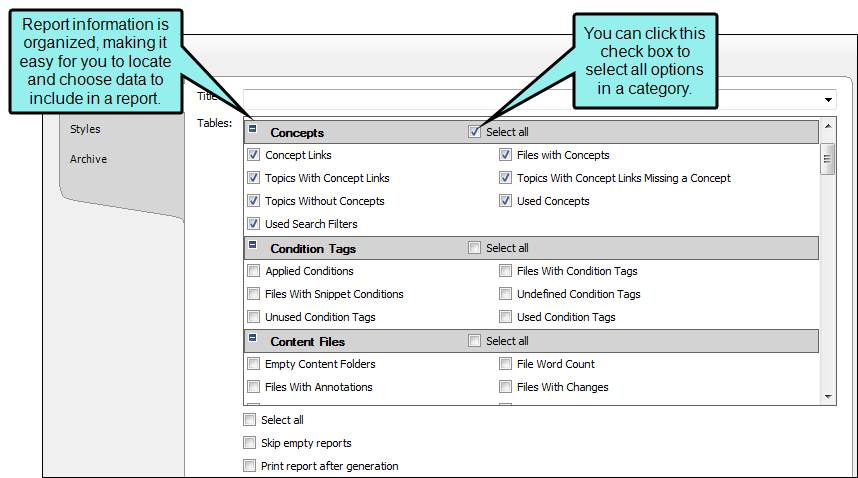 Report information is
organized, making it
easy for you to locate
and choose data to
include in a report.
You can click this
check box to
select all options
in a category.
Title
Styles
Archive
Tables:
Concepts Select all
Concept Links Files with Concepts
Topics With Concept Links Topics With Concept Links Missing a Concept
Topics Without Concepts Used Concepts
Used Search Filters
Condition Tags Select all
Applied Conditions Files With Condition Tags
Files With Snippet Conditions Undefined Condition Tags
Unused Condition Tags Used Condition Tags
Content Files Select all
Empty Content Folders File Word Count
Files With Annotations Files With Changes
Select all
Skip empty reports
Print report after generation